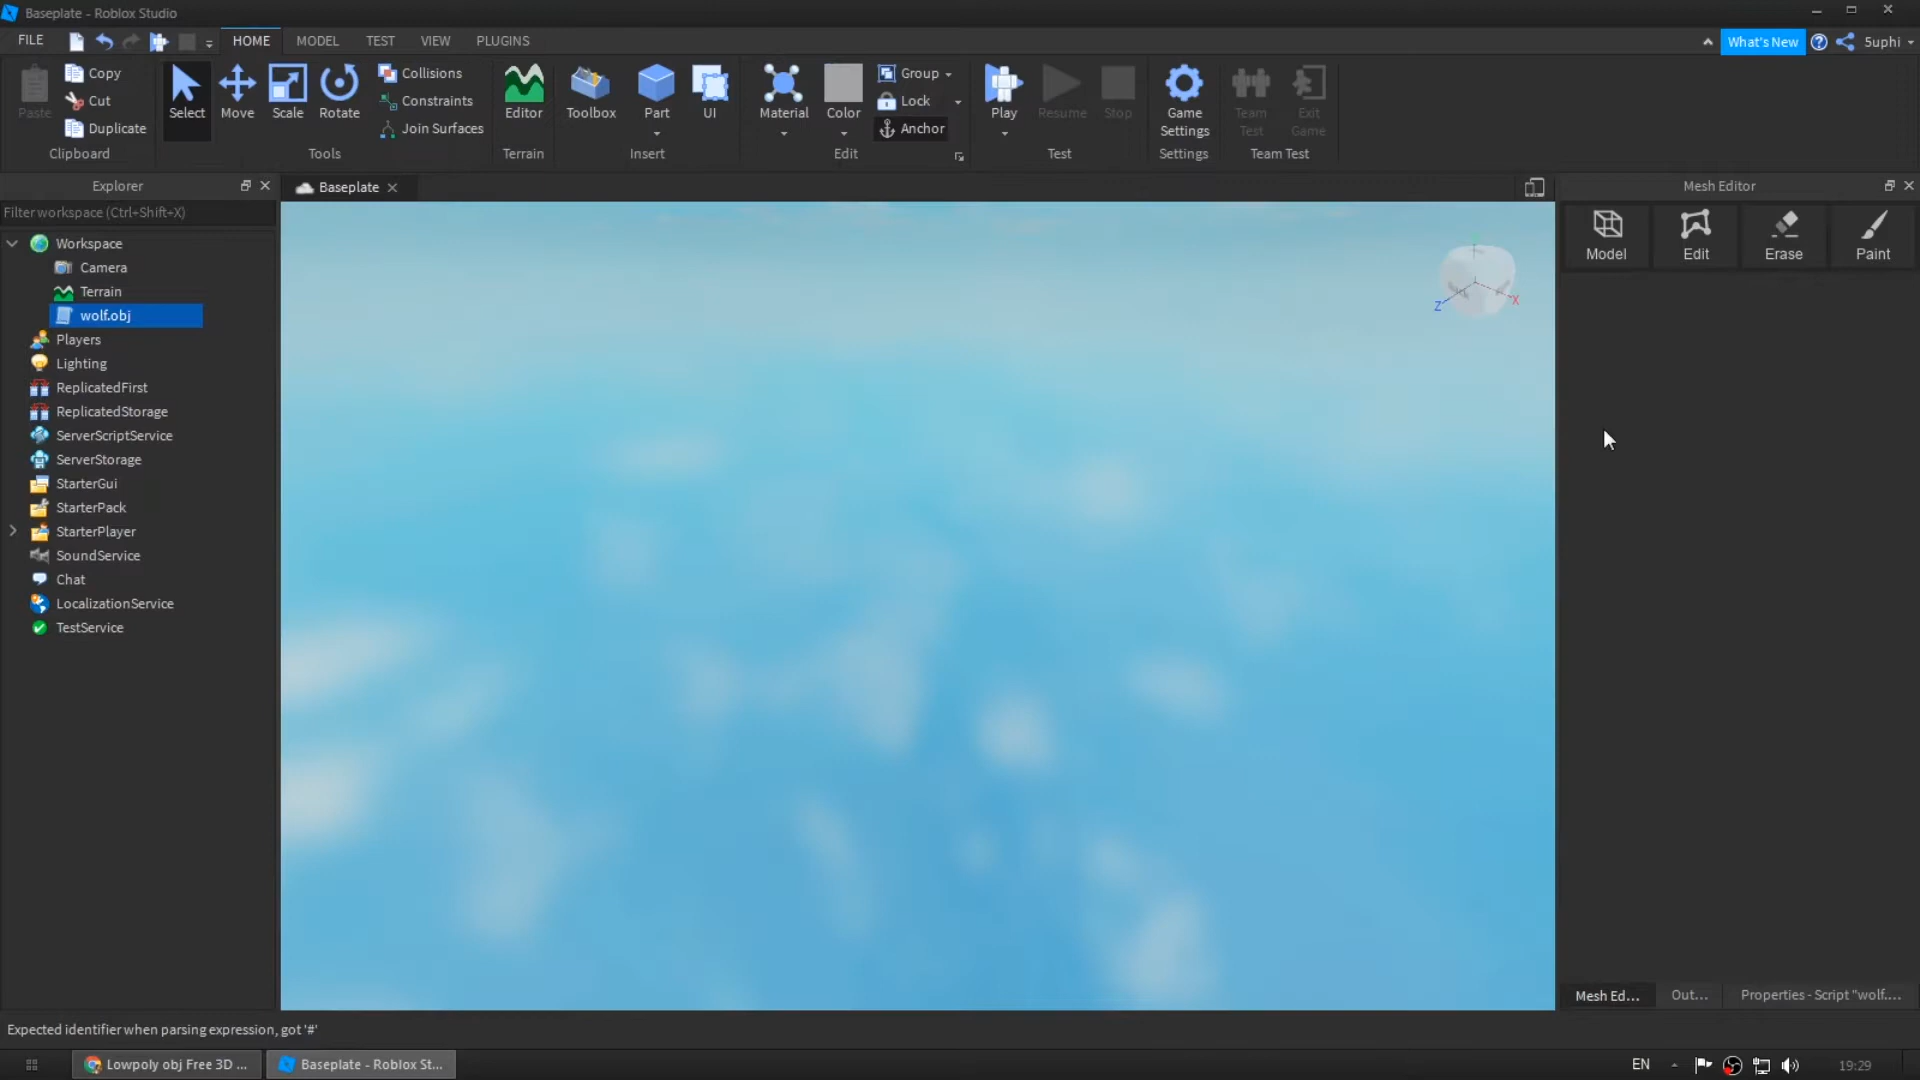 Baseplate - Roblox Studio
FILE
HOME
MODEL
TEST
VIEW
PLUGINS
What's New
5uphi
Paste
Copy
Cut
Duplicate
Clipboard
Select
Move
Scale
Rotate
Collisions
Constraints
Join Surfaces
Tools
Editor
Terrain
Toolbox
Part
UI
Insert
Material
Color
Group
Lock
Anchor
Edit
Play
Resume
Stop
Test
Game
Settings
Settings
Team
Test
Exit
Game
Team Test
Explorer
Filter workspace (Ctrl+Shift+X)
Workspace
Camera
Terrain
wolf.obj
Players
Lighting
ReplicatedFirst
ReplicatedStorage
ServerScriptService
ServerStorage
StarterGui
StarterPack
StarterPlayer
SoundService
Chat
LocalizationService
TestService
Baseplate
Z
X
Mesh Editor
Model
Edit
Erase
Paint
Mesh Ed...
Out...
Properties - Script "wolf....
Expected identifier when parsing expression, got '#'
Lowpoly obj Free 3D ...
Baseplate - Roblox St...
EN
19:29